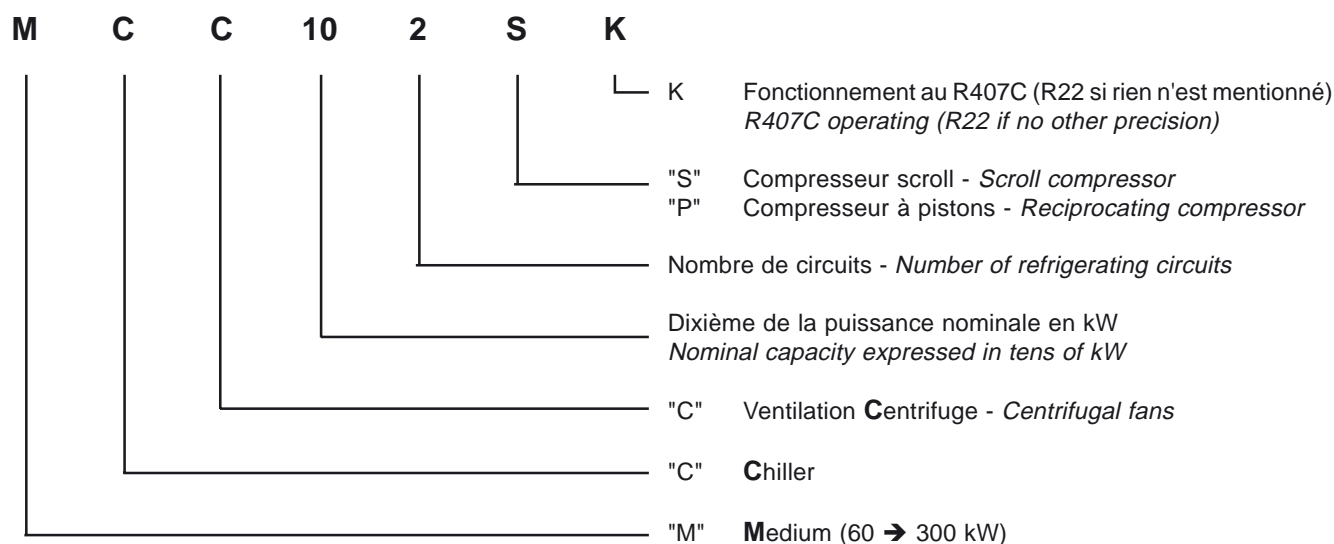 M C C 10 2 S K
K Fonctionnement au R407C (R22 si rien n'est mentionné)
R407C operating (R22 if no other precision)
"S" Compresseur scroll - Scroll compressor
"P" Compresseur à pistons - Reciprocating compressor
Nombre de circuits - Number of refrigerating circuits
Dixième de la puissance nominale en kW
Nominal capacity expressed in tens of kW
"C" Ventilation Centrifuge - Centrifugal fans
"C" Chiller
"M" Medium (60 ➔ 300 kW)